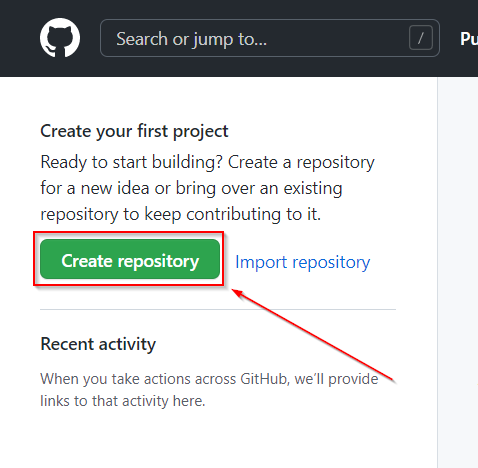 Search or jump to...
/
Pu
Create your first project
Ready to start building? Create a repository
for a new idea or bring over an existing
repository to keep contributing to it.
Create repository
Import repository
Recent activity
When you take actions across GitHub, we'll provide
links to that activity here.